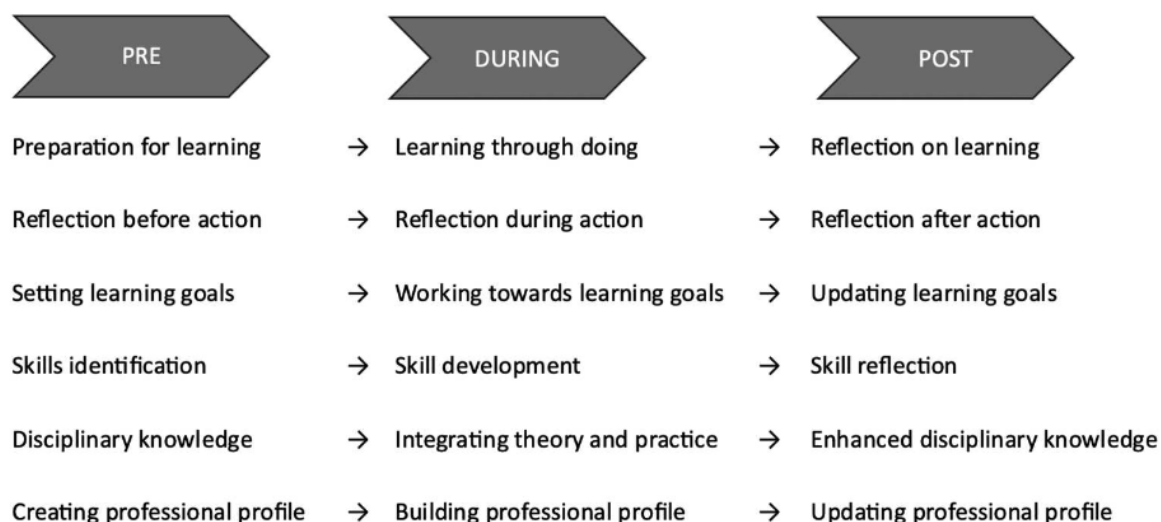 PRE DURING POST
Preparation for learning → Learning through doing → Reflection on learning
Reflection before action → Reflection during action → Reflection after action
Setting learning goals → Working towards learning goals → Updating learning goals
Skills identification → Skill development → Skill reflection
Disciplinary knowledge → Integrating theory and practice → Enhanced disciplinary knowledge
Creating professional profile → Building professional profile → Updating professional profile